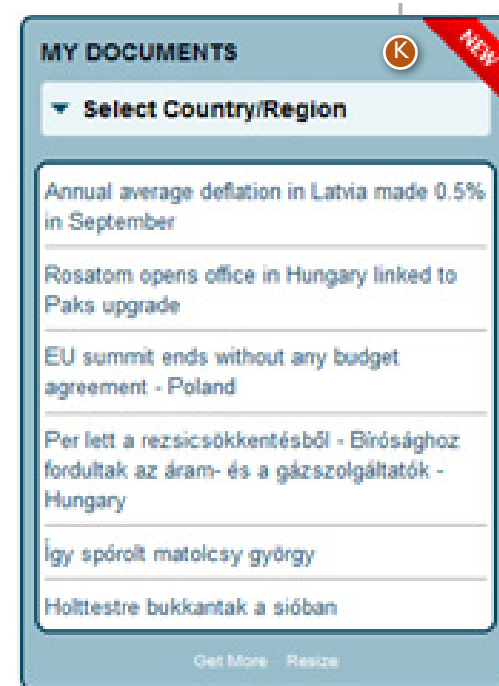 MY DOCUMENTS
K
NEW
Select Country/Region
Annual average deflation in Latvia made 0.5%
in September
Rosatom opens office in Hungary linked to
Paks upgrade
EU summit ends without any budget
agreement - Poland
Per lett a rezsicsökkentésből - Bírósághoz
fordultak az áram- és a gázszolgáltatók -
Hungary
Így spórolt matolcsy györgy
Holttestre bukkantak a sióban
Get More Resize